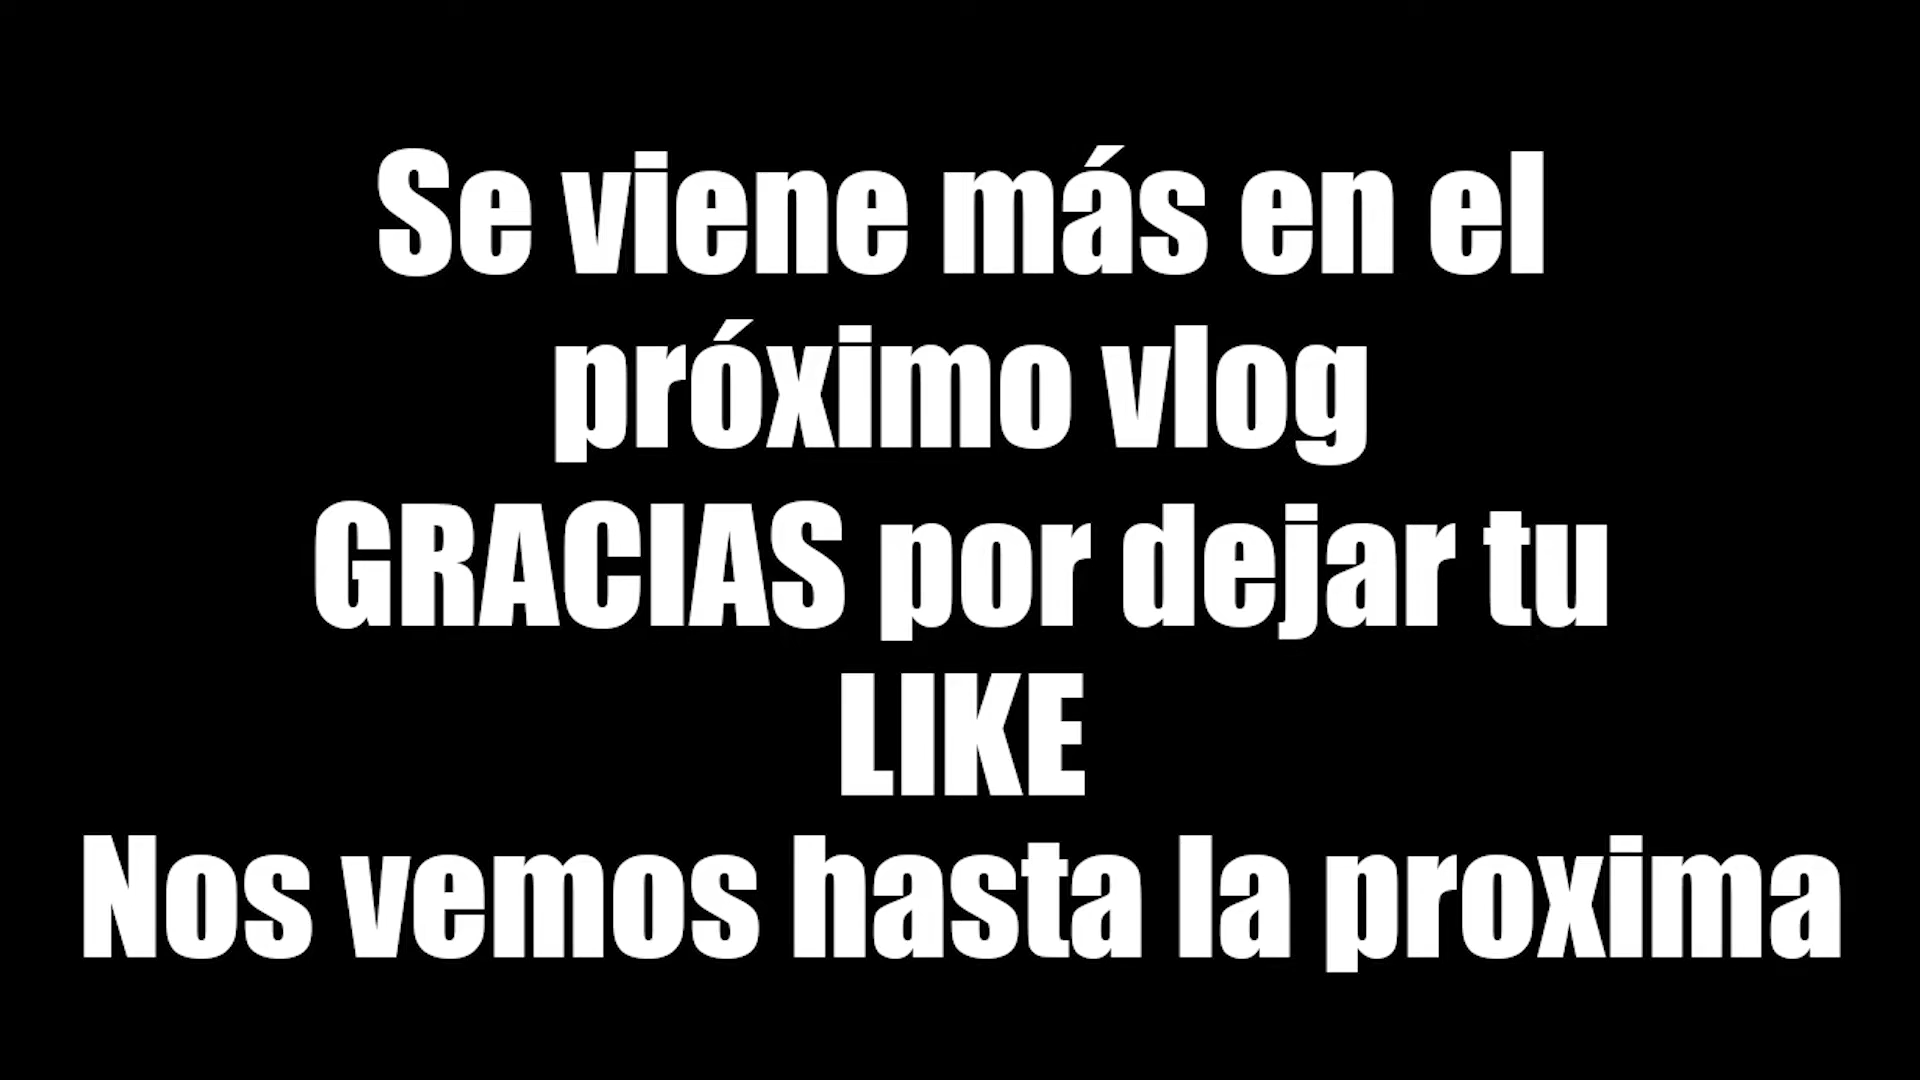 Se viene más en el
próximo vlog
GRACIAS por dejar tu
LIKE
Nos vemos hasta la proxima